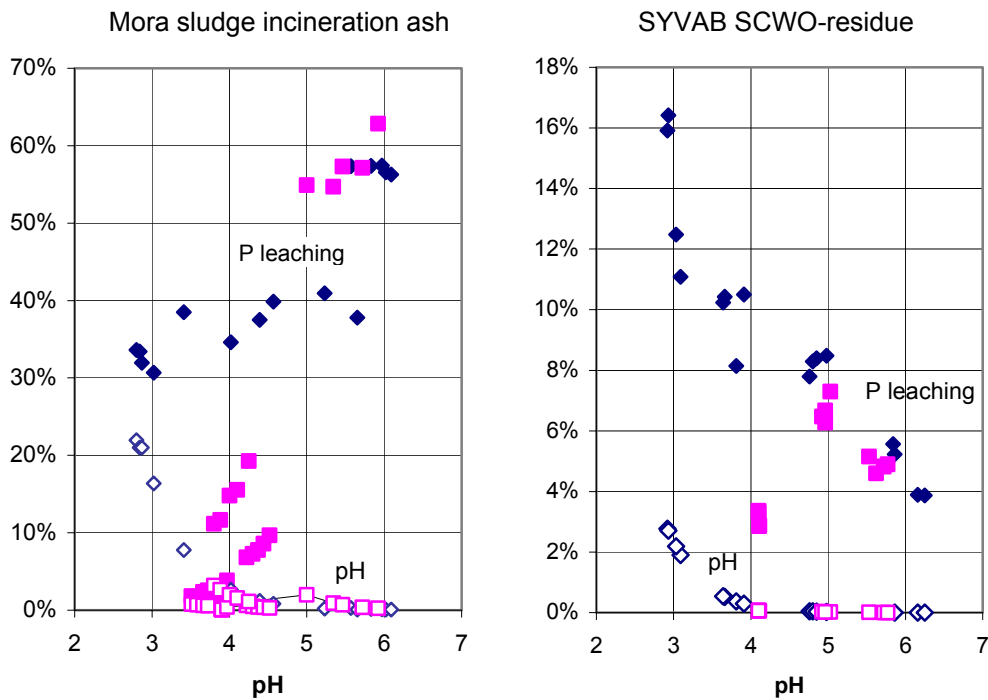 Mora sludge incineration ash
70%
60%
50%
40%
30%
20%
10%
0%
P leaching
pH
2 3 4 5 6 7
pH
SYVAB SCWO-residue
18%
16%
14%
12%
10%
8%
6%
4%
2%
0%
P leaching
pH
2 3 4 5 6 7
pH